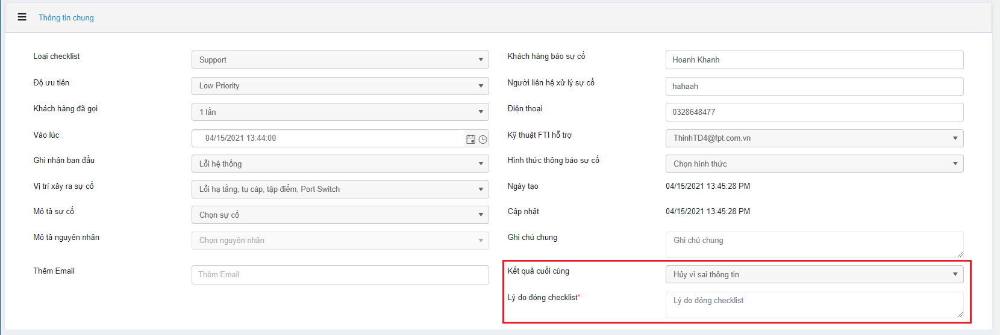 Thông tin chung
Loại checklist
Support
Độ ưu tiên
Low Priority
Khách hàng đã gọi
1 lần
Vào lúc
04/15/2021 13:44:00
Ghi nhận ban đầu
Lỗi hệ thống
Vị trí xảy ra sự cố
Lỗi hạ tầng, tụ cáp, tập điểm, Port Switch
Mô tả sự cố
Chọn sự cố
Mô tả nguyên nhân
Chọn nguyên nhân
Thêm Email
Thêm Email
Khách hàng báo sự cố
Hoanh Khanh
Người liên hệ xử lý sự cố
hahaah
Điện thoại
0328648477
Kỹ thuật FTI hỗ trợ
ThinhTD4@fpt.com.vn
Hình thức thông báo sự cố
Chọn hình thức
Ngày tạo
04/15/2021 13:45:28 PM
Cập nhật
04/15/2021 13:45:28 PM
Ghi chú chung
Ghi chú chung
Kết quả cuối cùng
Hủy vì sai thông tin
Lý do đóng checklist*
Lý do đóng checklist